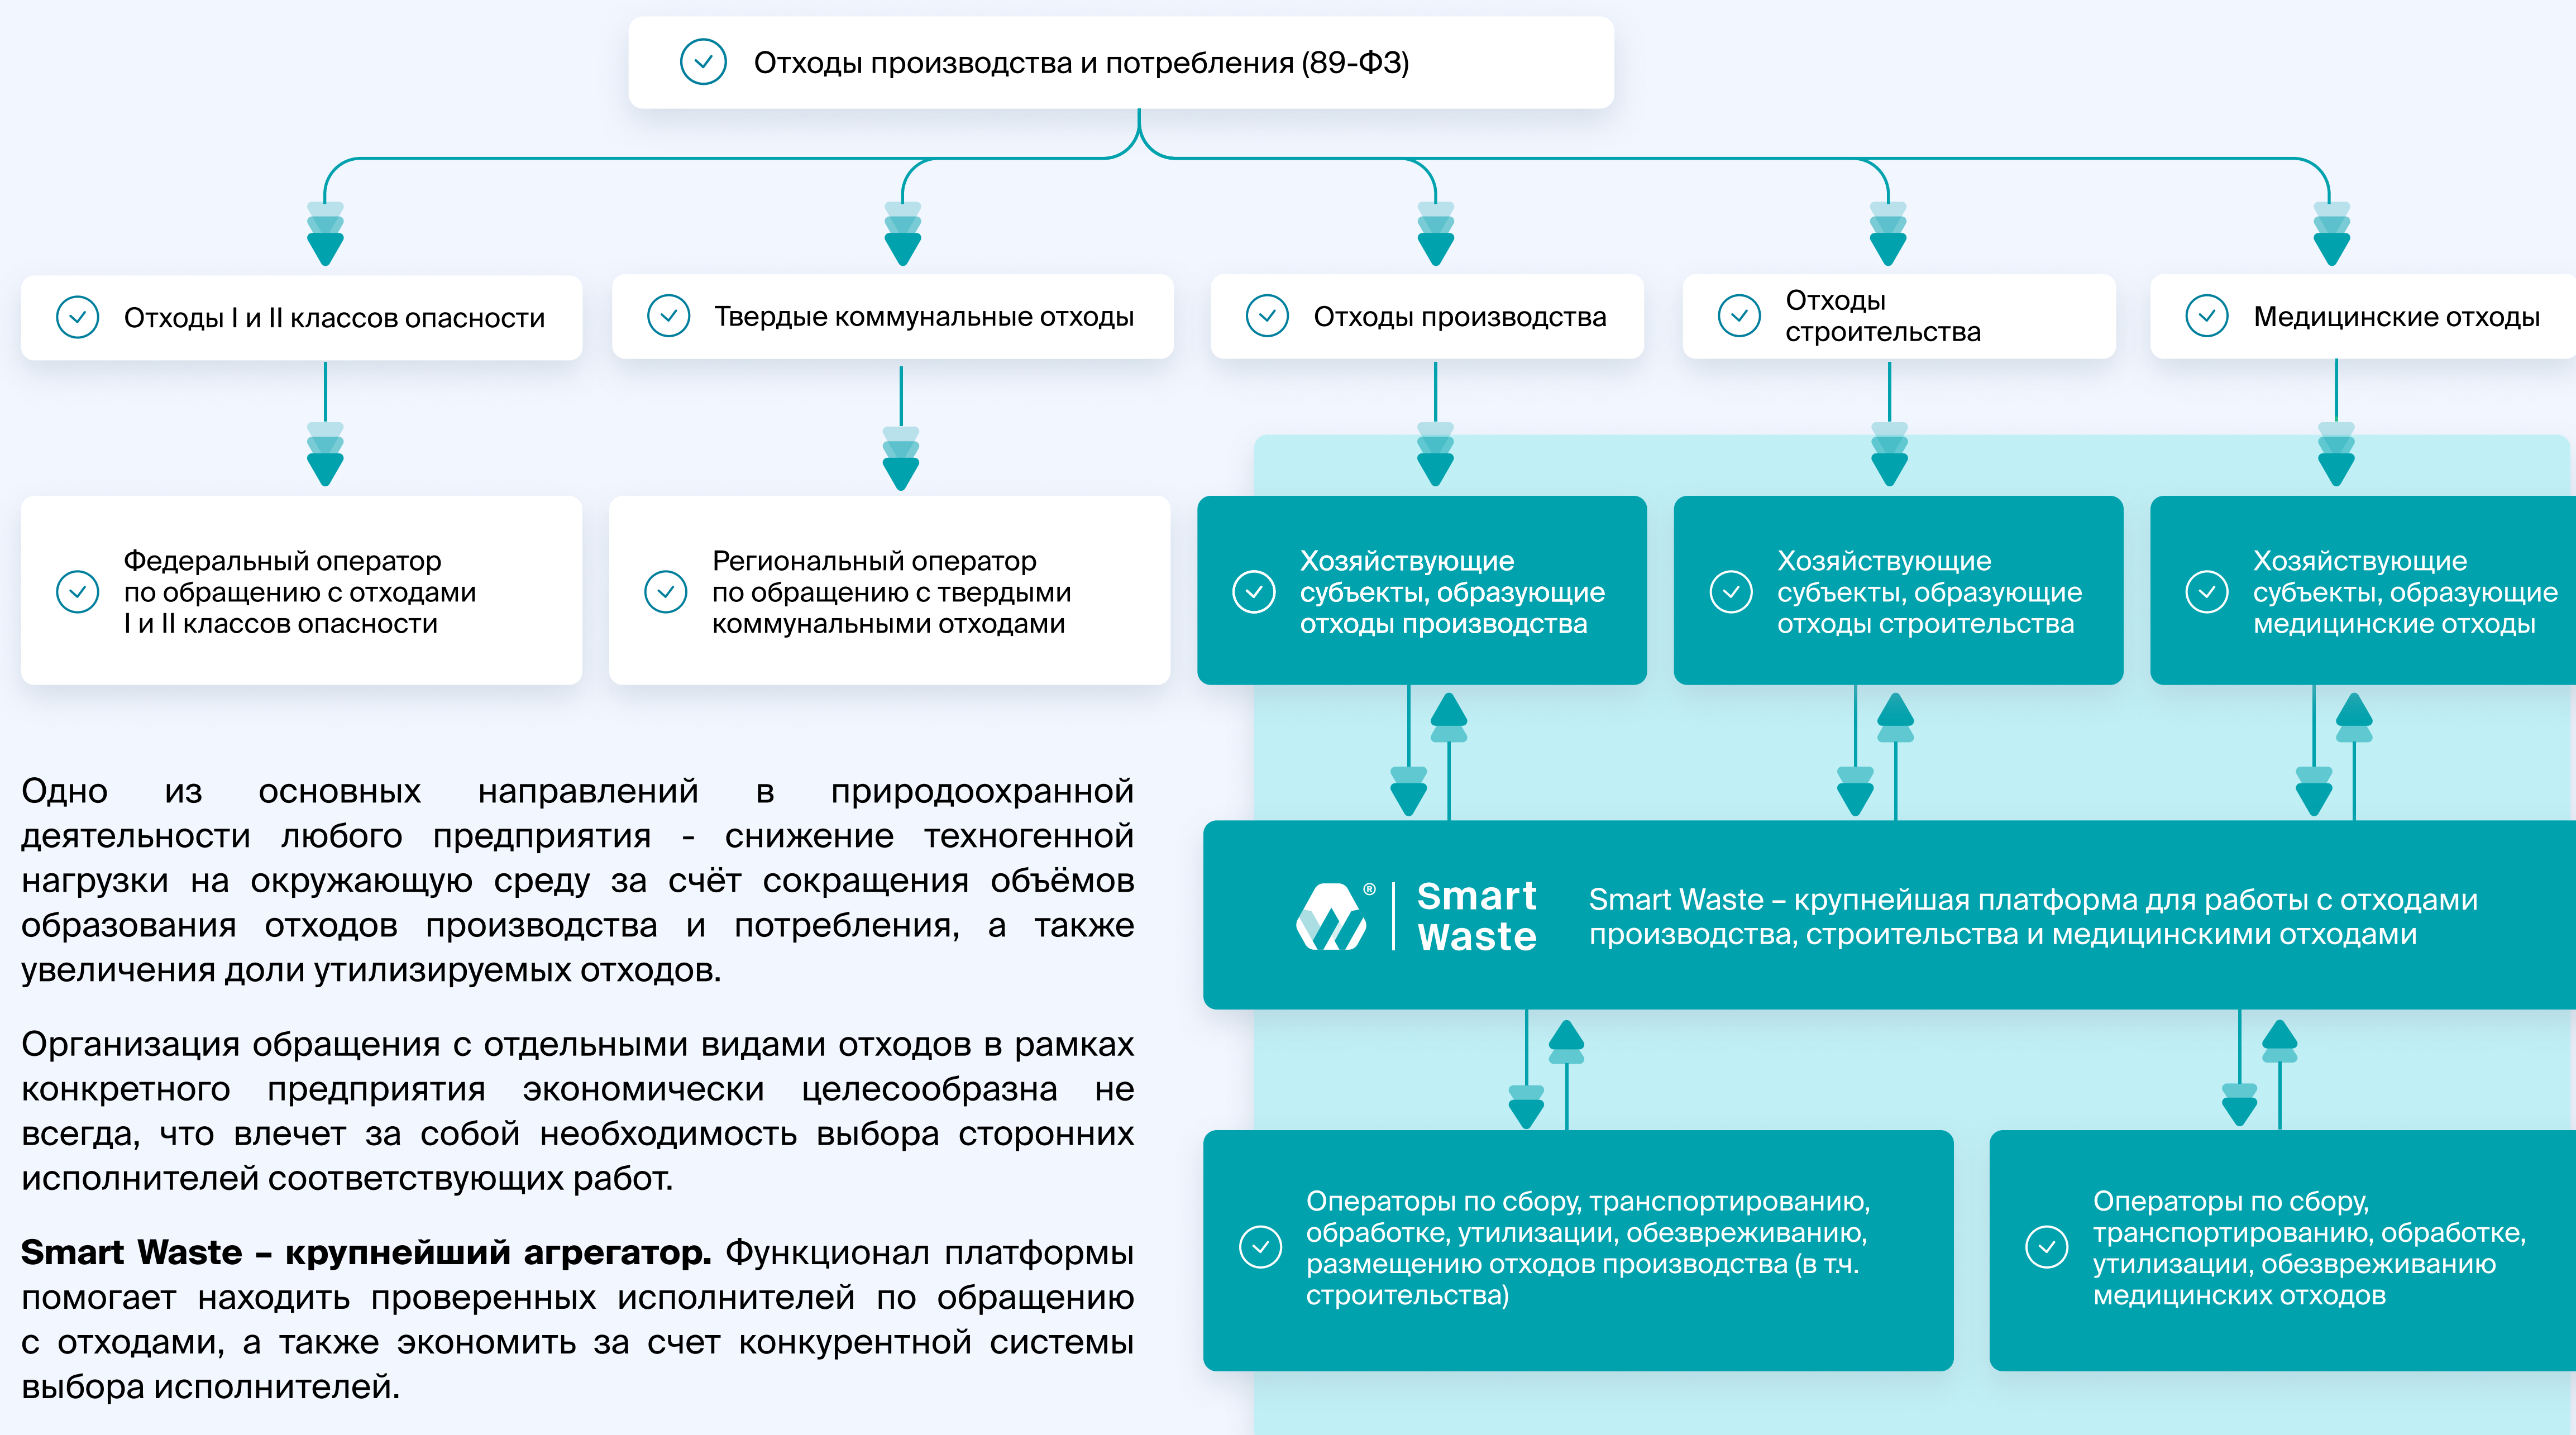 Отходы производства и потребления (89-ФЗ)
Отходы I и II классов опасности
Твердые коммунальные отходы
Отходы производства
Отходы
строительства
Медицинские отходы
Федеральный оператор
по обращению с отходами
I и II классов опасности
Региональный оператор
по обращению с твердыми
коммунальными отходами
Хозяйствующие
субъекты, образующие
отходы производства
Хозяйствующие
субъекты, образующие
отходы строительства
Хозяйствующие
субъекты, образующие
медицинские отходы
Одно из основных направлений в природоохранной
деятельности любого предприятия - снижение техногенной
нагрузки на окружающую среду за счёт сокращения объёмов
образования отходов производства и потребления, а также
увеличения доли утилизируемых отходов.
Организация обращения с отдельными видами отходов в рамках
конкретного предприятия экономически целесообразна не
всегда, что влечет за собой необходимость выбора сторонних
исполнителей соответствующих работ.
Smart Waste – крупнейший агрегатор. Функционал платформы
помогает находить проверенных исполнителей по обращению
с отходами, а также экономить за счет конкурентной системы
выбора исполнителей.
®
Smart
Waste
Smart Waste – крупнейшая платформа для работы с отходами
производства, строительства и медицинскими отходами
Операторы по сбору, транспортированию,
обработке, утилизации, обезвреживанию,
размещению отходов производства (в т.ч.
строительства)
Операторы по сбору,
транспортированию, обработке,
утилизации, обезвреживанию
медицинских отходов